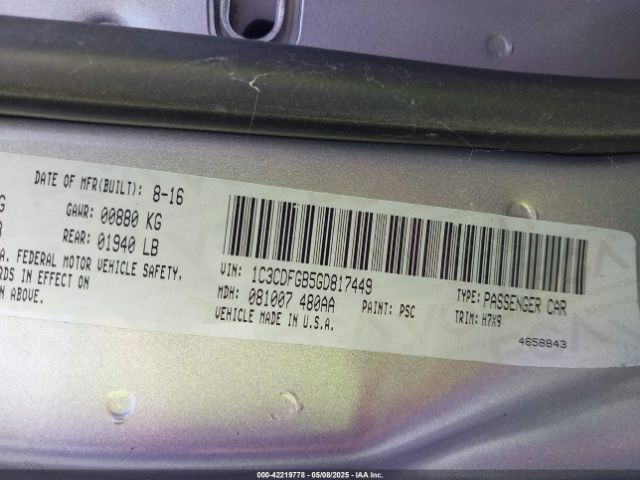 DATE OF MFR(BUILT): 8-16
G GAWR: 00880 KG
REAR: 01940 LB
A. FEDERAL MOTOR VEHICLE SAFETY,
RDS IN EFFECT ON
N ABOVE.
VIN: 1C3CDFGB5GD817449
MDH: 081007 480AA PAINT: PSC
VEHICLE MADE IN U.S.A.
TYPE: PASSENGER CAR
TRIM: H7X9
4658843
000-42219778 | 05/08/2025 - IAA Inc.